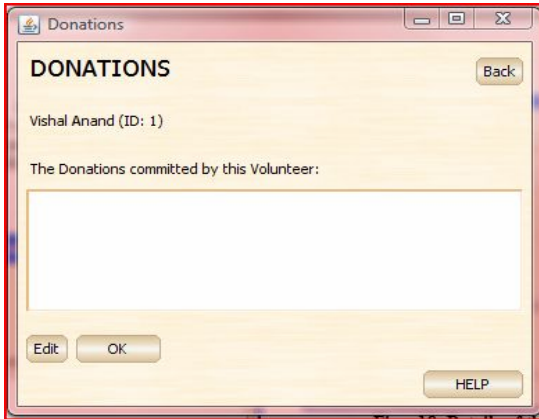 Donations
DONATIONS
Back
Vishal Anand (ID: 1)
The Donations committed by this Volunteer:
Edit OK
HELP